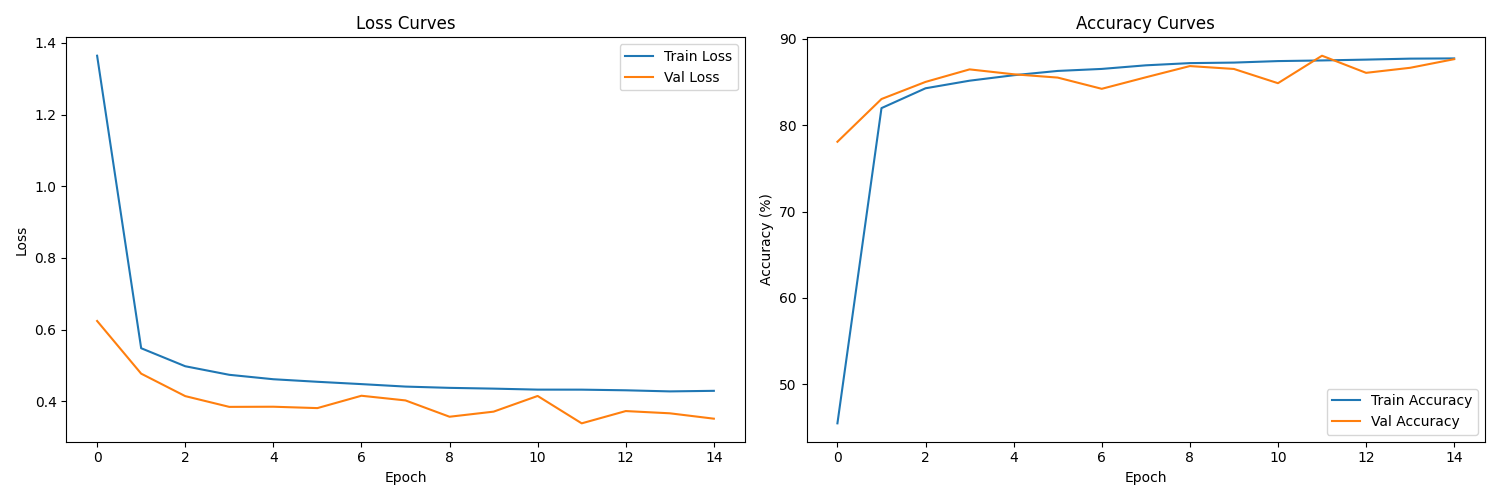 Loss Curves
1.4
1.2
1.0
0.8
0.6
0.4
Loss
Train Loss
Val Loss
0 2 4 6 8 10 12 14
Epoch
Accuracy Curves
90
80
70
60
50
Accuracy (%)
Train Accuracy
Val Accuracy
0 2 4 6 8 10 12 14
Epoch